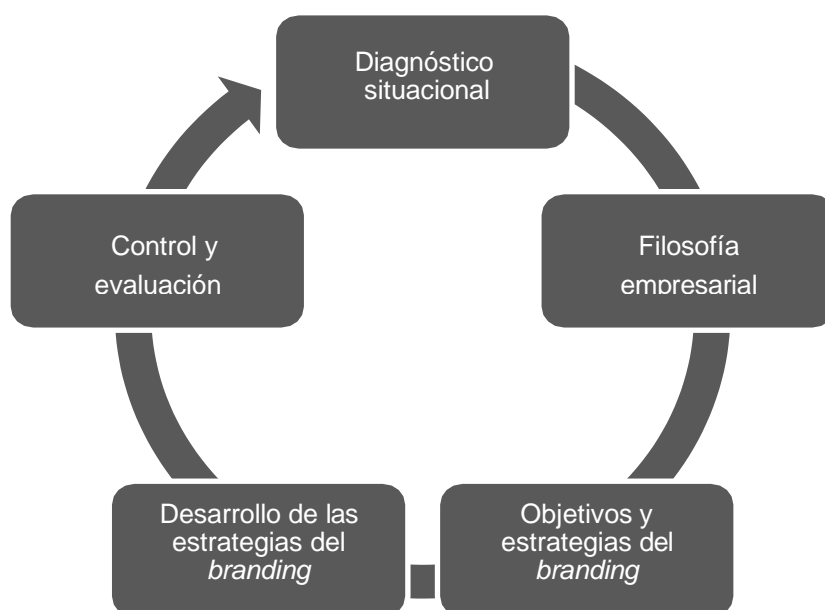 Diagnóstico
situacional
Filosofía
empresarial
Objetivos y
estrategias del
branding
Desarrollo de las
estrategias del
branding
Control y
evaluación